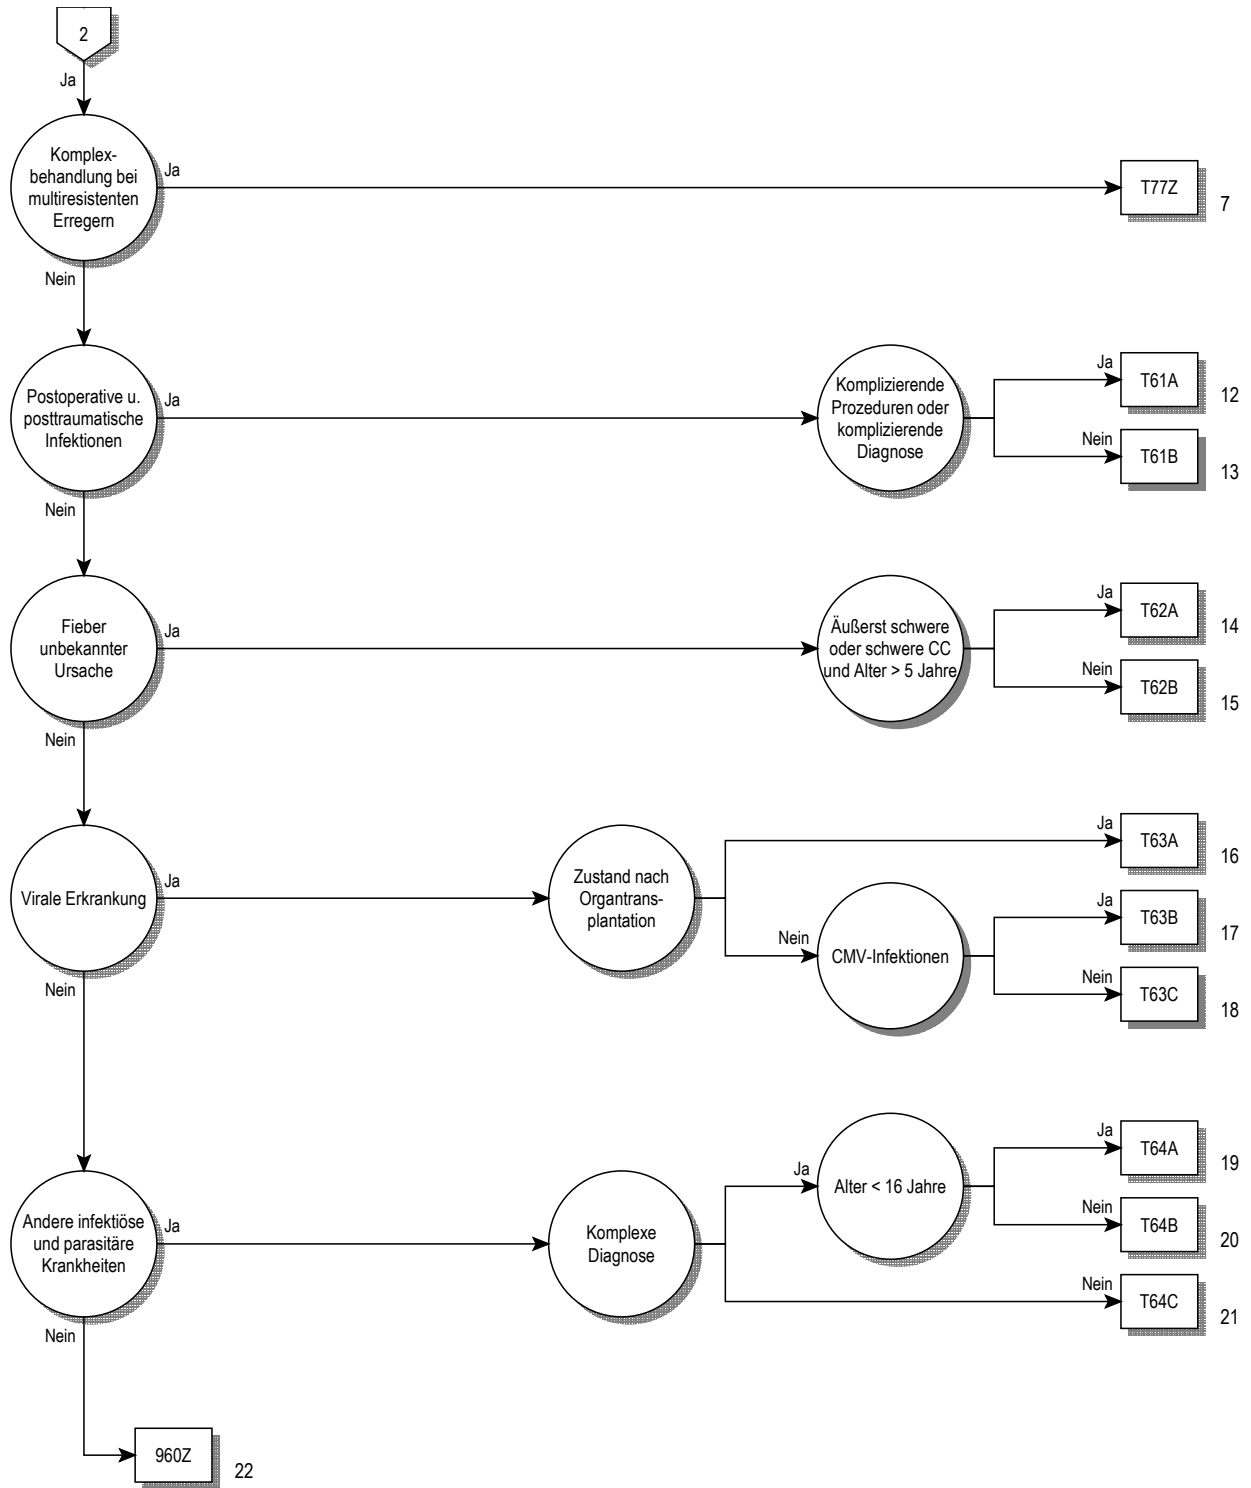 2
Ja
Komplex-
behandlung bei
multiresistenten
Erregern
Ja
T77Z
7
Nein
Postoperative u.
posttraumatische
Infektionen
Ja
Komplizierende
Prozeduren oder
komplizierende
Diagnose
Ja
T61A
12
Nein
T61B
13
Nein
Fieber
unbekannter
Ursache
Ja
Äußerst schwere
oder schwere CC
und Alter > 5 Jahre
Ja
T62A
14
Nein
T62B
15
Nein
Virale Erkrankung
Ja
Zustand nach
Organtrans-
plantation
Ja
T63A
16
Nein
CMV-Infektionen
Ja
T63B
17
Nein
T63C
18
Nein
Andere infektiöse
und parasitäre
Krankheiten
Ja
Komplexe
Diagnose
Ja
Alter < 16 Jahre
Ja
T64A
19
Nein
T64B
20
Nein
T64C
21
Nein
960Z
22